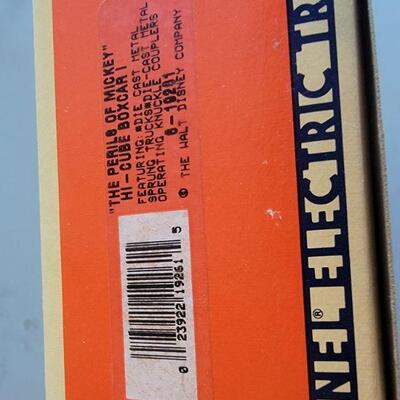 "THE PERILS OF MICKEY"
HI-CUBE BOXCAR I
FEATURING:■DIE CAST METAL
SPRUNG TRUCKS■DIE-CAST METAL
OPERATING KNUCKLE COUPLERS
6-19261
© THE WALT DISNEY COMPANY
0 23922 19261 5
NEL® ELECTRIC TR